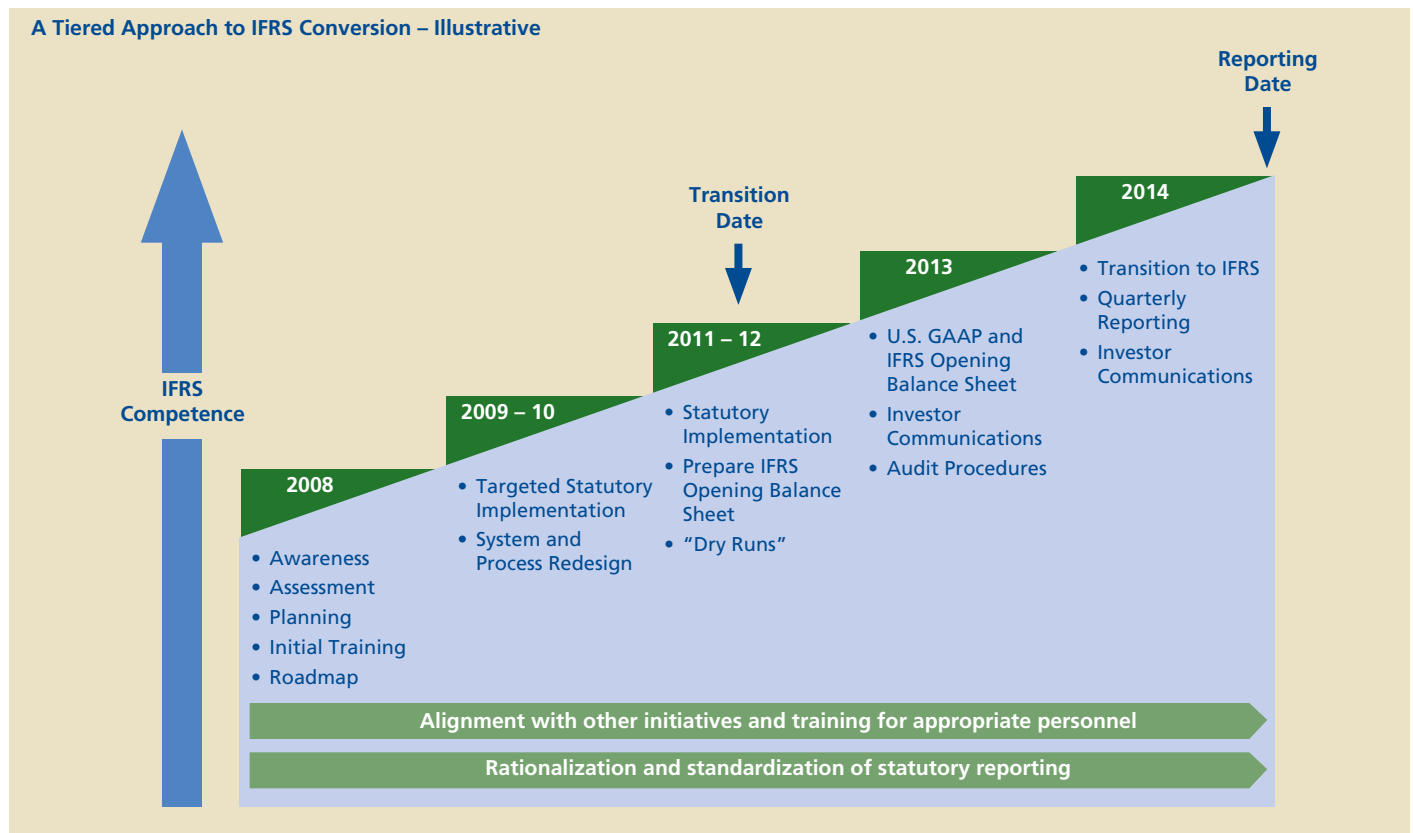 A Tiered Approach to IFRS Conversion – Illustrative
Reporting
Date
Transition
Date
IFRS
Competence
2008
• Awareness
• Assessment
• Planning
• Initial Training
• Roadmap
2009 – 10
• Targeted Statutory
Implementation
• System and
Process Redesign
2011 – 12
• Statutory
Implementation
• Prepare IFRS
Opening Balance
Sheet
• “Dry Runs”
2013
• U.S. GAAP and
IFRS Opening
Balance Sheet
• Investor
Communications
• Audit Procedures
2014
• Transition to IFRS
• Quarterly
Reporting
• Investor
Communications
Alignment with other initiatives and training for appropriate personnel
Rationalization and standardization of statutory reporting